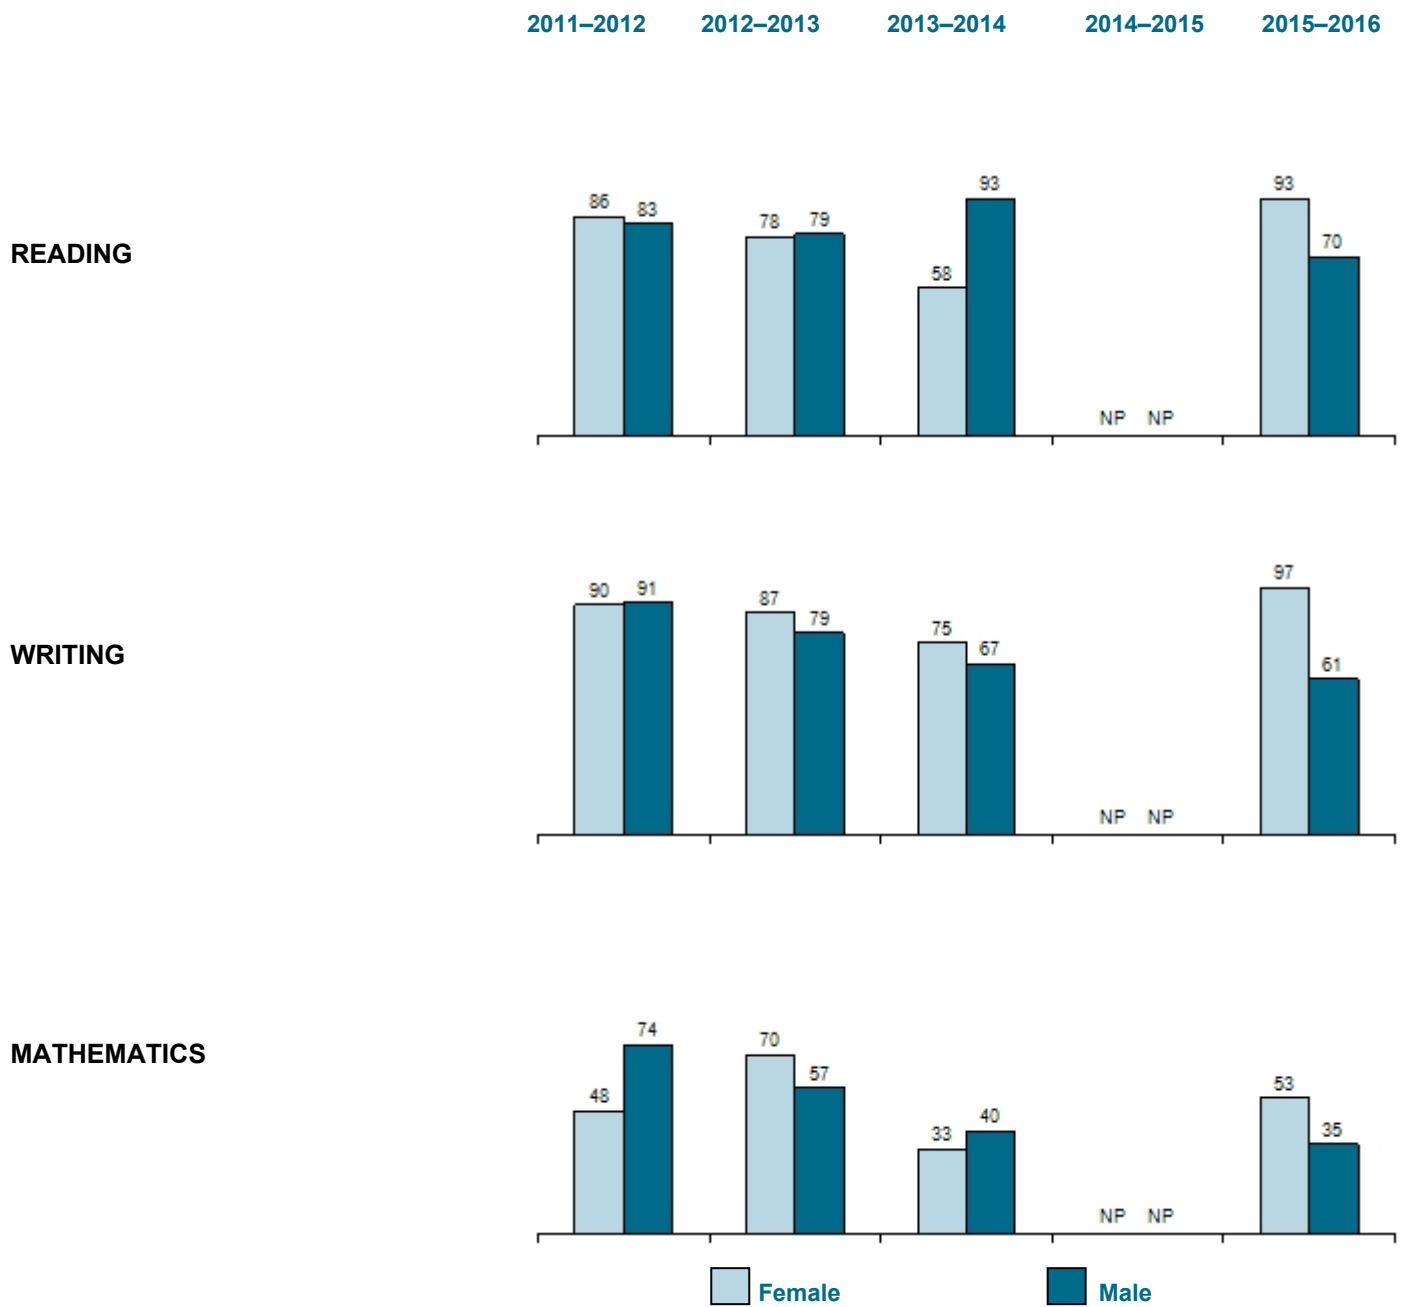 2011–2012 2012–2013 2013–2014 2014–2015 2015–2016
READING
86 83 78 79 58 93 NP NP 93 70
WRITING
90 91 87 79 75 67 NP NP 97 61
MATHEMATICS
48 74 70 57 33 40 NP NP 53 35
Female Male